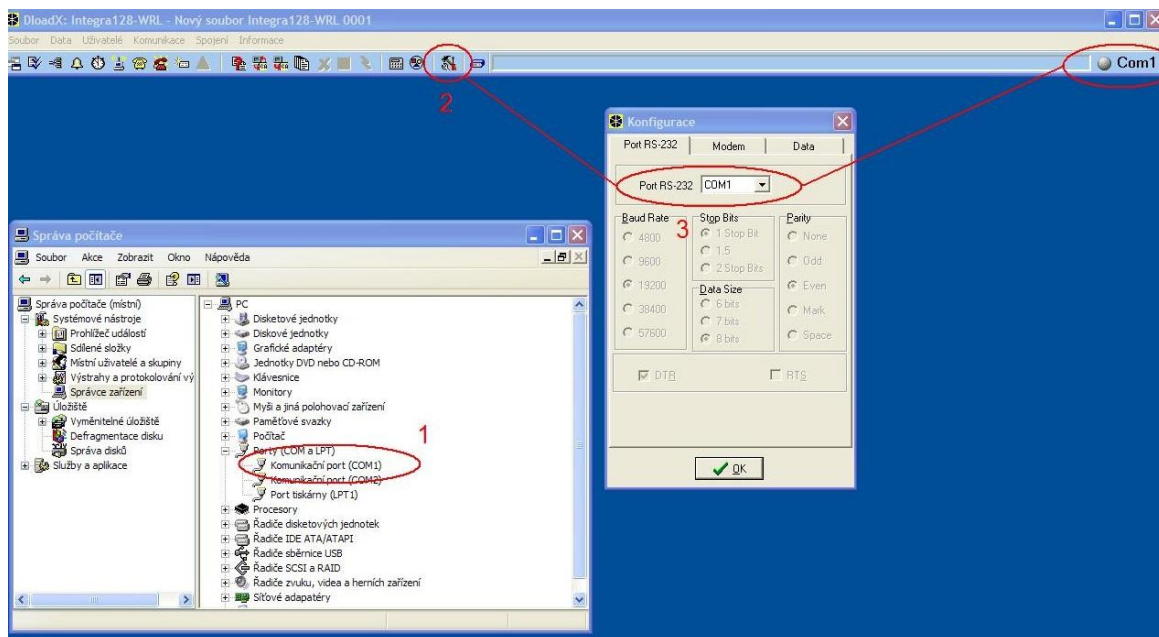 DloadX: Integra128-WRL - Nový soubor Integra128-WRL 0001
Soubor Data Uživatelé Komunikace Spojení Informace
Com1
2
Konfigurace
Port RS-232 Modem Data
Port RS-232 COM1
Baud Rate
4800
9600
19200
38400
57600
3
Stop Bits
1 Stop Bit
1.5
2 Stop Bits
Data Size
6 bits
7 bits
8 bits
Parity
None
Odd
Even
Mark
Space
DTR RTS
OK
Správa počítače
Soubor Akce Zobrazit Okno Nápověda
Správa počítače (místní)
Systémové nástroje
Prohlížeč událostí
Sdílené složky
Místní uživatelé a skupiny
Výstrahy a protokolování vý
Správce zařízení
Úložiště
Vyměnitelné úložiště
Defragmentace disku
Správa disků
Služby a aplikace
PC
Disketové jednotky
Diskové jednotky
Grafické adaptéry
Jednotky DVD nebo CD-ROM
Klávesnice
Monitory
Myši a jiná polohovací zařízení
Paměťové svazky
Počítač
1
Porty (COM a LPT)
Komunikační port (COM1)
Komunikační port (COM2)
Port tiskárny (LPT1)
Procesory
Řadiče disketových jednotek
Řadiče IDE ATA/ATAPI
Řadiče sběrnice USB
Řadiče SCSI a RAID
Řadiče zvuku, videa a herních zařízení
Síťové adapatéry